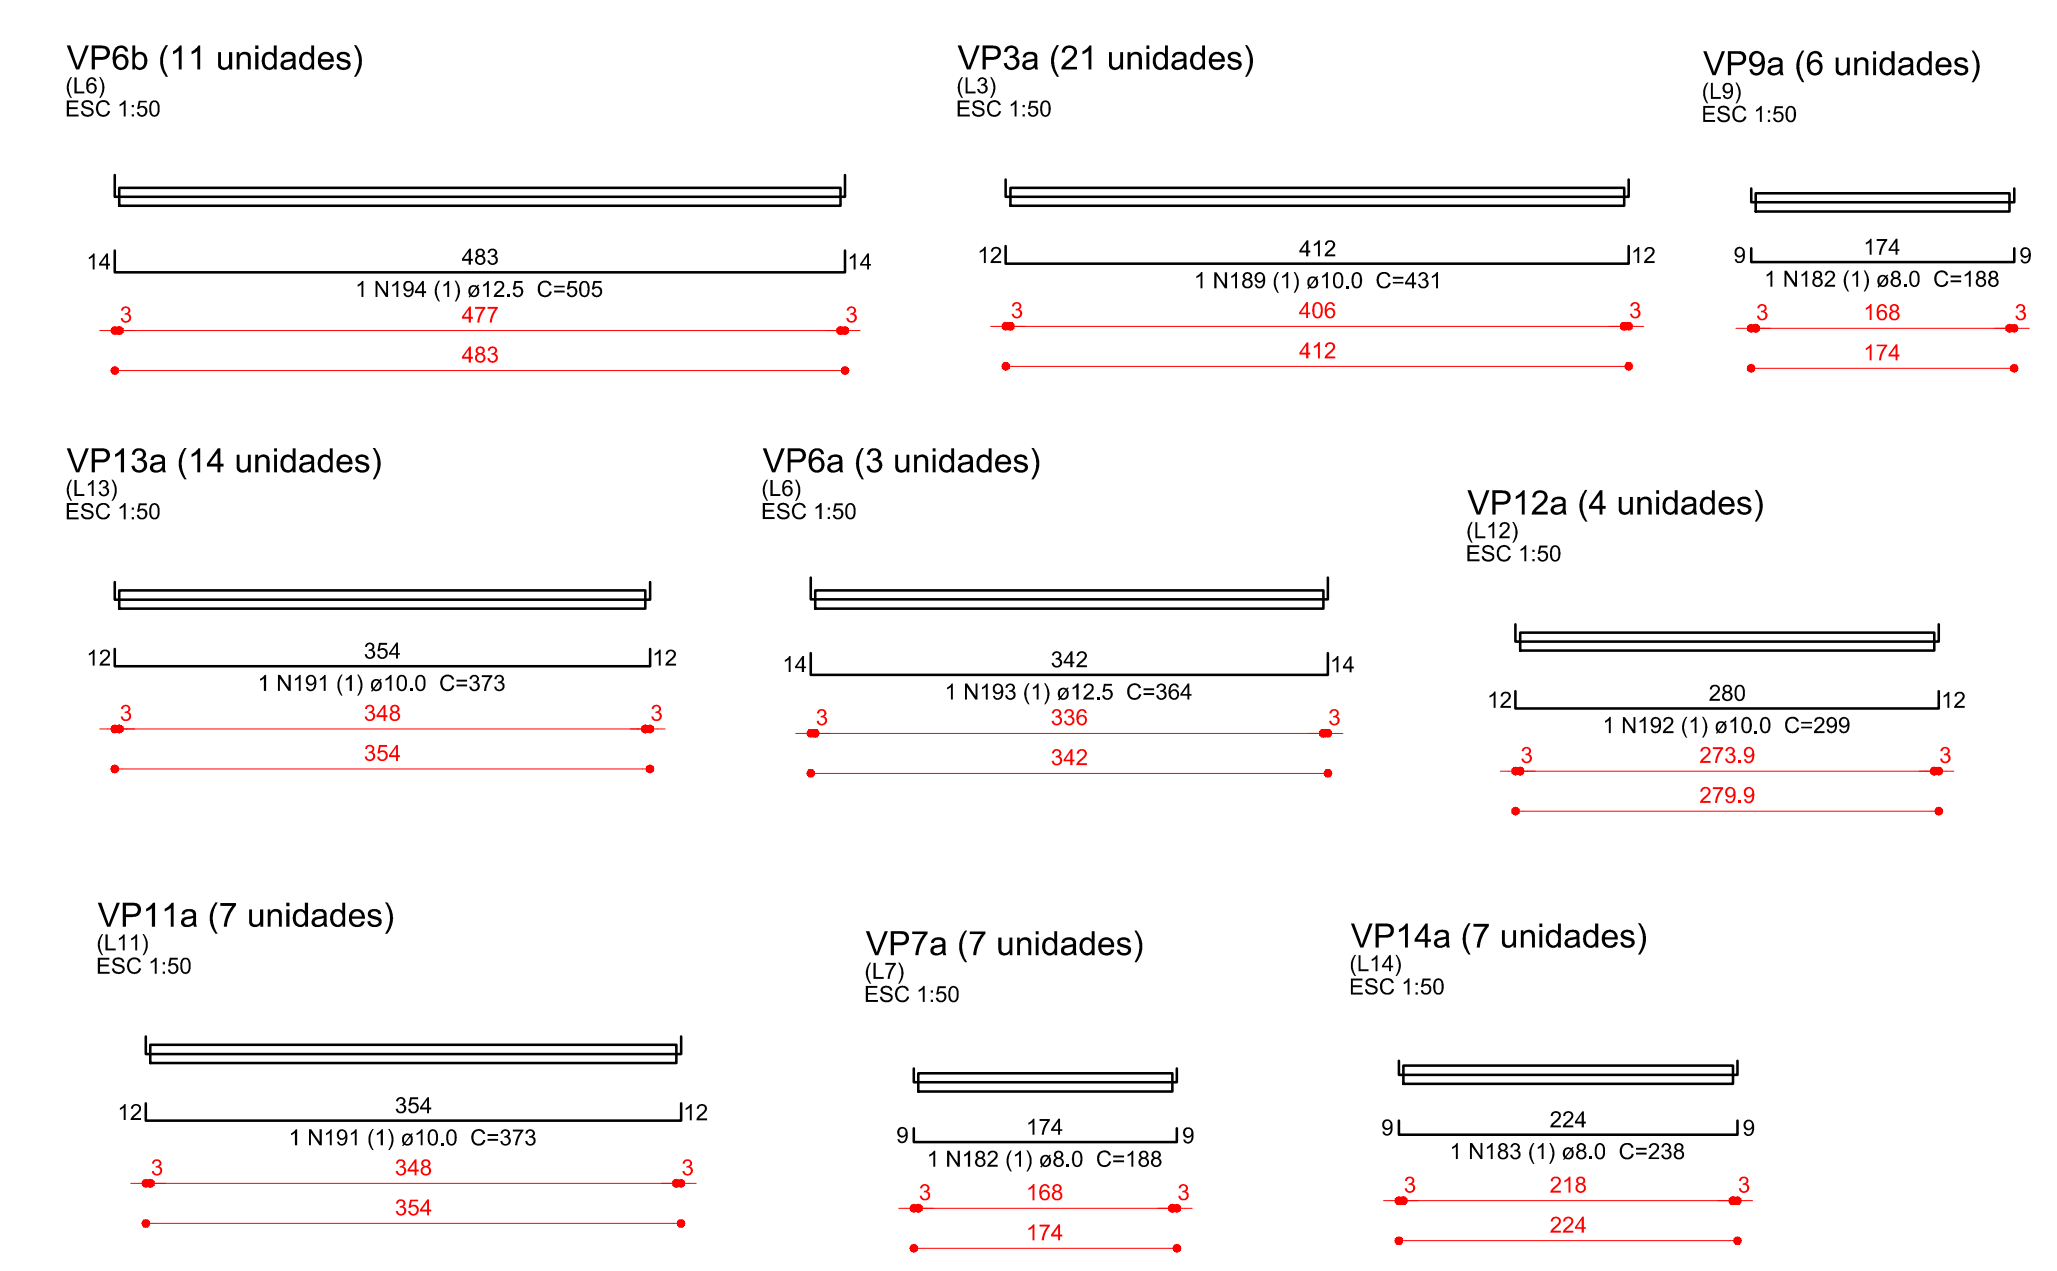 VP6b (11 unidades)
(L6)
ESC 1:50
483
14
14
1 N194 (1) ø12.5  C=505
3
477
3
483
VP3a (21 unidades)
(L3)
ESC 1:50
412
12
12
1 N189 (1) ø10.0  C=431
3
406
3
412
VP9a (6 unidades)
(L9)
ESC 1:50
174
9
9
1 N182 (1) ø8.0  C=188
3
168
3
174
VP13a (14 unidades)
(L13)
ESC 1:50
354
12
12
1 N191 (1) ø10.0  C=373
3
348
3
354
VP6a (3 unidades)
(L6)
ESC 1:50
342
14
14
1 N193 (1) ø12.5  C=364
3
336
3
342
VP12a (4 unidades)
(L12)
ESC 1:50
280
12
12
1 N192 (1) ø10.0  C=299
3
273.9
3
279.9
VP11a (7 unidades)
(L11)
ESC 1:50
354
12
12
1 N191 (1) ø10.0  C=373
3
348
3
354
VP7a (7 unidades)
(L7)
ESC 1:50
174
9
9
1 N182 (1) ø8.0  C=188
3
168
3
174
VP14a (7 unidades)
(L14)
ESC 1:50
224
9
9
1 N183 (1) ø8.0  C=238
3
218
3
224